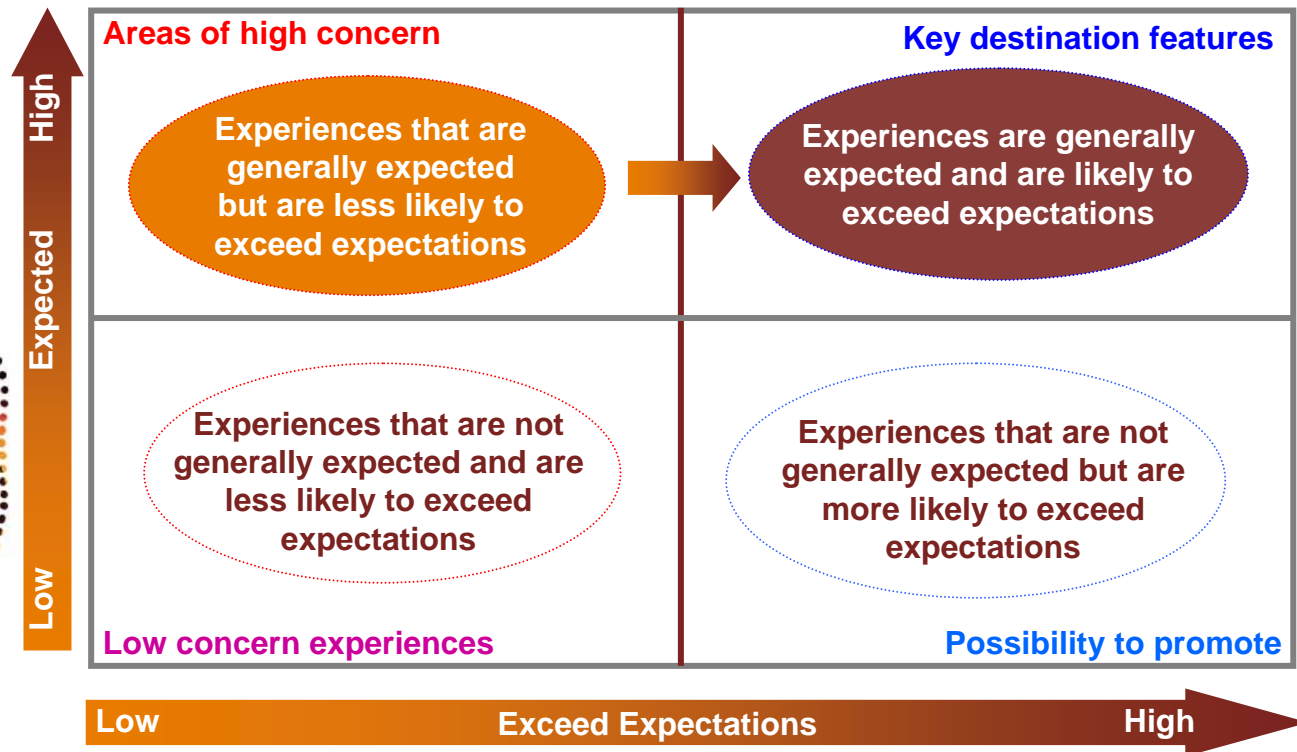 Areas of high concern
Key destination features
Experiences that are
generally expected
but are less likely to
exceed expectations
Experiences are generally
expected and are likely to
exceed expectations
High
Expected
Low
Experiences that are not
generally expected and are
less likely to exceed
expectations
Experiences that are not
generally expected but are
more likely to exceed
expectations
Low concern experiences
Possibility to promote
Low
Exceed Expectations
High